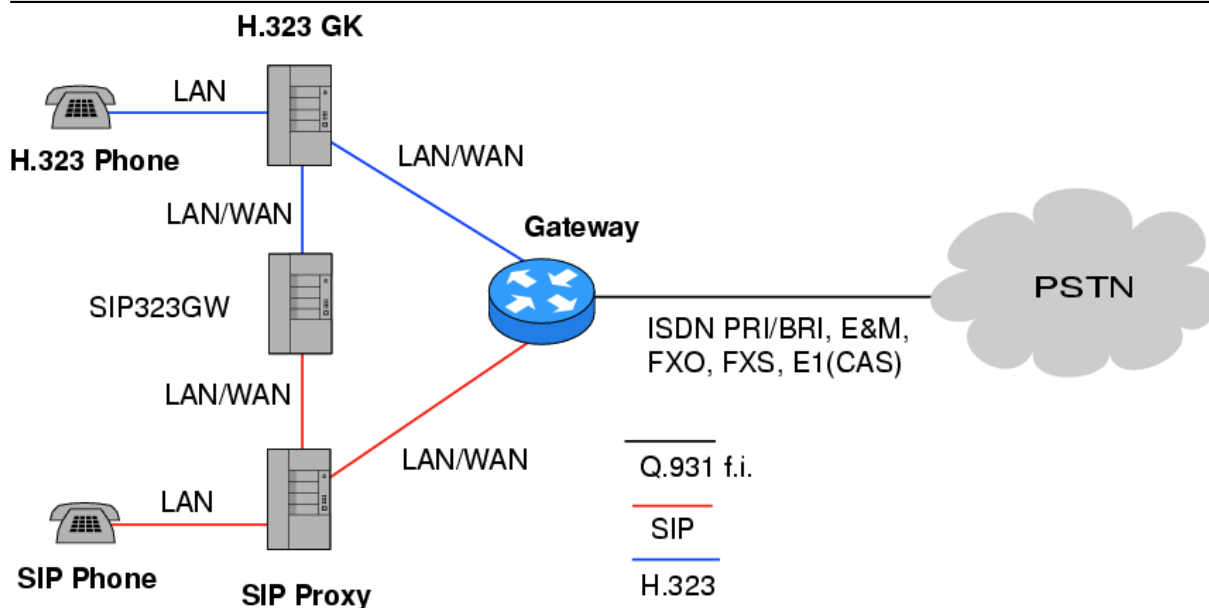 H.323 GK
LAN
H.323 Phone
LAN/WAN
LAN/WAN
Gateway
SIP323GW
PSTN
ISDN PRI/BRI, E&M,
FXO, FXS, E1(CAS)
LAN/WAN
LAN/WAN
Q.931 f.i.
LAN
SIP
SIP Phone
SIP Proxy
H.323